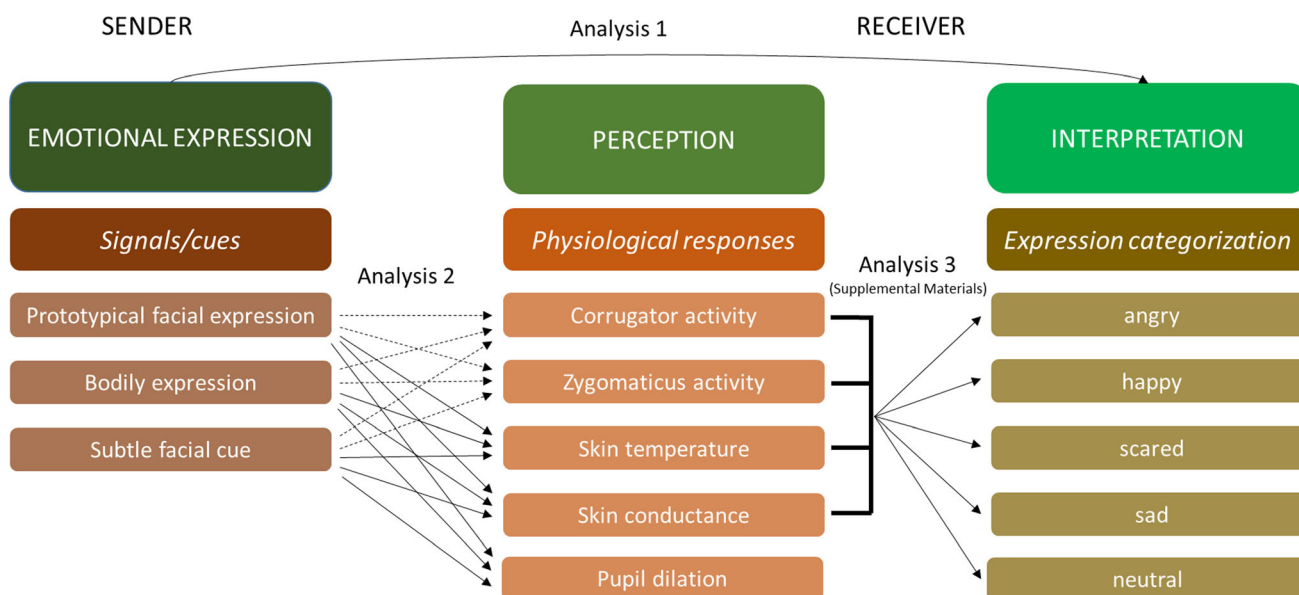 SENDER
Analysis 1
RECEIVER
EMOTIONAL EXPRESSION
PERCEPTION
INTERPRETATION
Signals/cues
Physiological responses
Expression categorization
Analysis 2
Analysis 3
(Supplemental Materials)
Prototypical facial expression
Corrugator activity
angry
Bodily expression
Zygomaticus activity
happy
Subtle facial cue
Skin temperature
scared
Skin conductance
sad
Pupil dilation
neutral